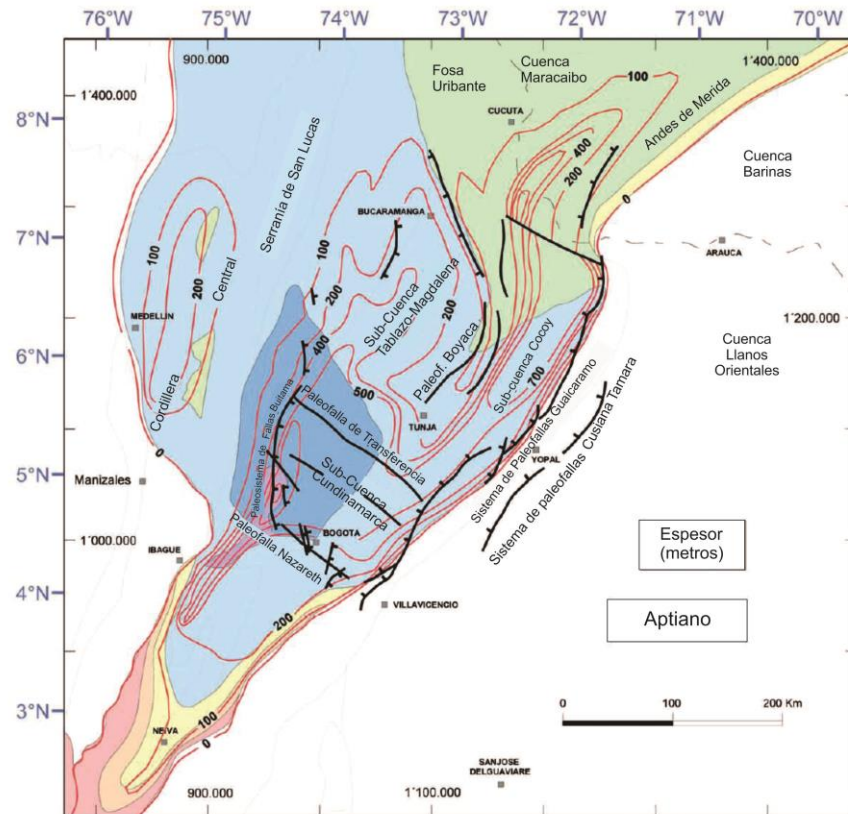 76°W 75°W 74°W 73°W 72°W 71°W 70°W
900.000
1'400.000
Fosa
Uribante
Cuenca
Maracaibo
1'400.000
100
CUCUTA
8°N
Andes de Merida
400
200
0
Cuenca
Barinas
Serranía de San Lucas
BUCARAMANGA
7°N
100
200
Central
Cordillera
100
200
400
500
Sub-Cuenca
Tablazo-Magdalena
200
ARAUCA
MEDELLIN
1'200.000
6°N
Paleof. Boyaca
Sub-cuenca Cocoy
700
Cuenca
Llanos
Orientales
TUNJA
Paleosistema de Fallas Buitama
Paleofalla de Transferencia
Sistema de Paleofallas Guaicaramo
Sistema de paleofallas Cusiana Tamara
YOPAL
0
5°N
Manizales
Sub-Cuenca
Cundinamarca
Paleofalla Nazareth
BOGOTA
1'000.000
IBAGUE
Espesor
(metros)
4°N
VILLAVICENCIO
Aptiano
200
3°N
NEIVA
100
0
0 100 200 Km
SANJOSE
DELGUAVIARE
900.000
1'100.000